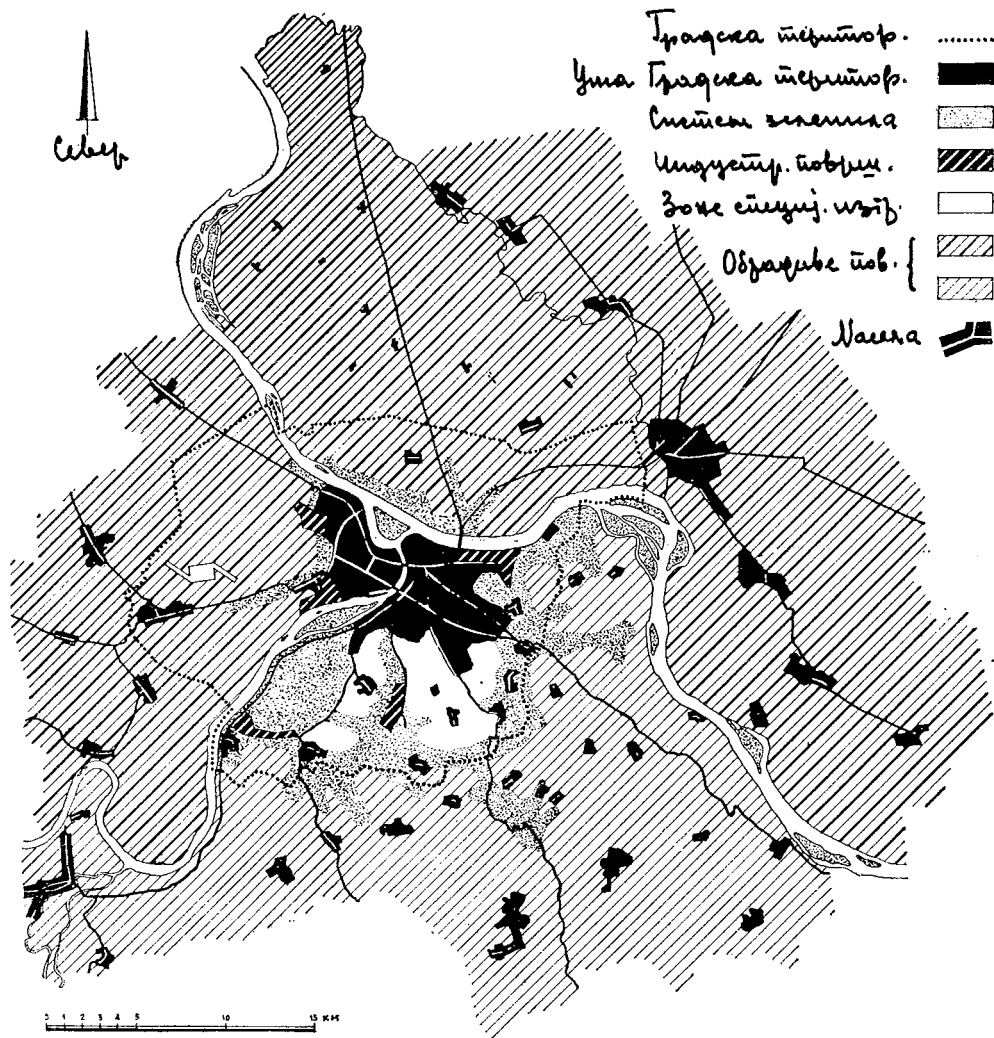 Север
Градска територ.
Ужа Градска територ.
Систем зеленила
Индустр. површ.
Зоне специј. изгр.
Обрадиве пов. {
Насеља
0 1 2 3 4 5 10 15 KM